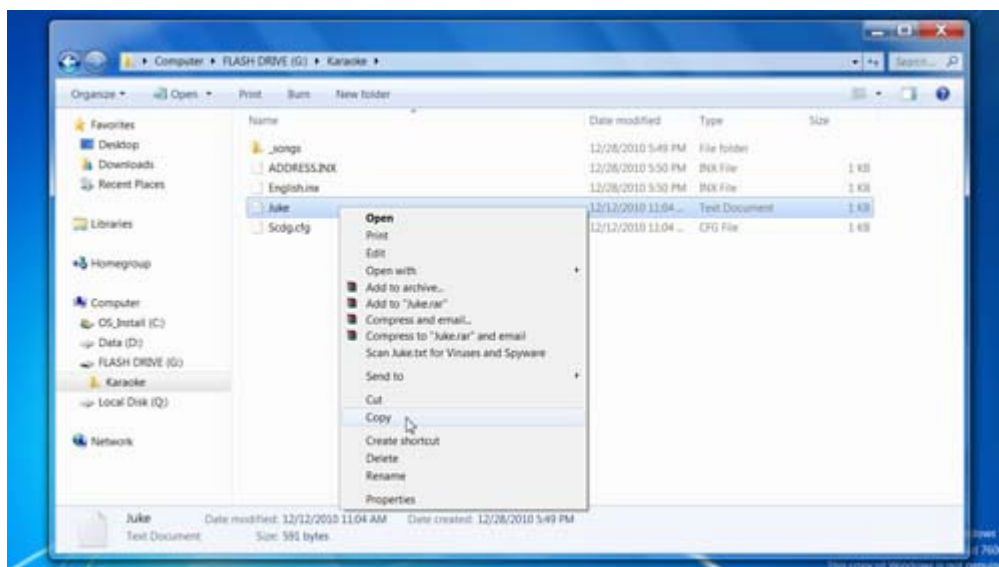 Computer ▸ FLASH DRIVE (G:) ▸ Karaoke ▸
Search...
Organize Open Print Burn New folder
Name Date modified Type Size
Favorites
Desktop
Downloads
Recent Places
Libraries
Homegroup
Computer
OS_Install (C:)
Data (D:)
FLASH DRIVE (G:)
Karaoke
Local Disk (Q:)
Network
_songs 12/28/2010 5:49 PM File folder
ADDRESS.INX 12/28/2010 5:50 PM INX File 1 KB
English.inx 12/28/2010 5:50 PM INX File 1 KB
Juke 12/12/2010 11:04 ... Text Document 1 KB
Scdg.cfg 12/12/2010 11:04 ... CFG File 1 KB
Open
Print
Edit
Open with
Add to archive...
Add to "Juke.rar"
Compress and email...
Compress to "Juke.rar" and email
Scan Juke.txt for Viruses and Spyware
Send to
Cut
Copy
Create shortcut
Delete
Rename
Properties
Juke Date modified: 12/12/2010 11:04 AM Date created: 12/28/2010 5:49 PM
Text Document Size: 591 bytes